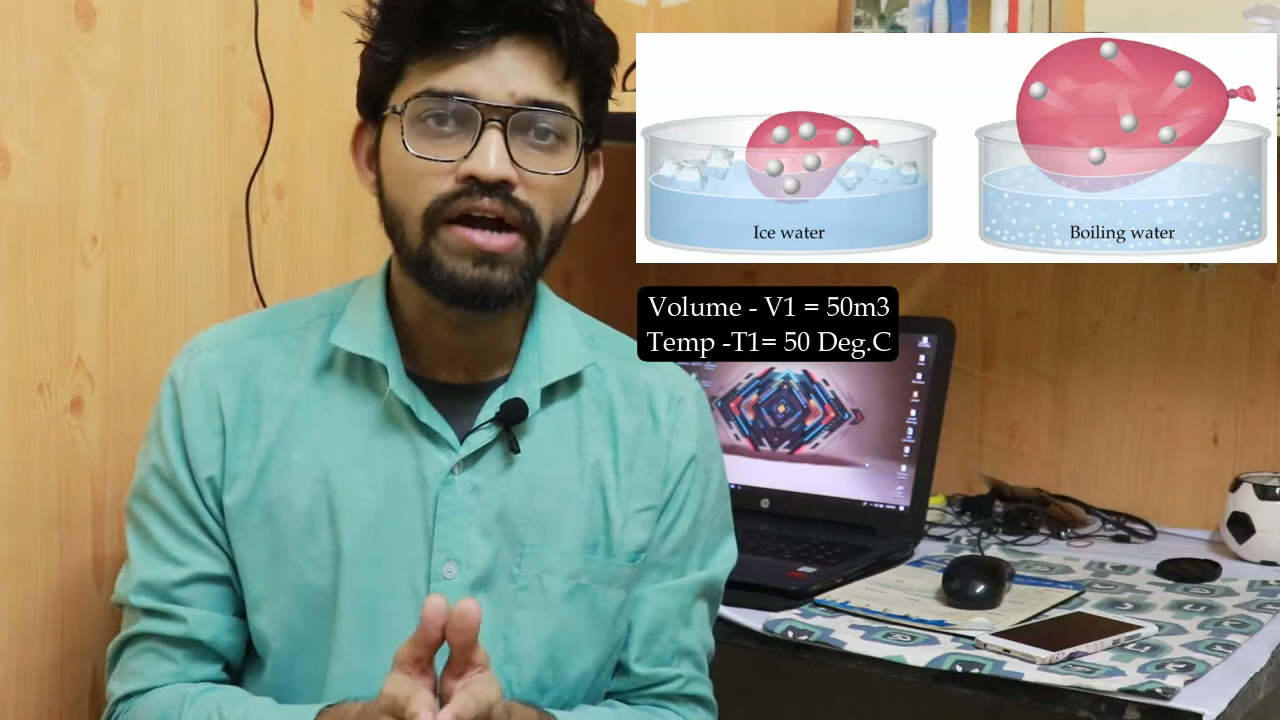 Ice water
Boiling water
Volume - V1 = 50m3
Temp -T1= 50 Deg.C